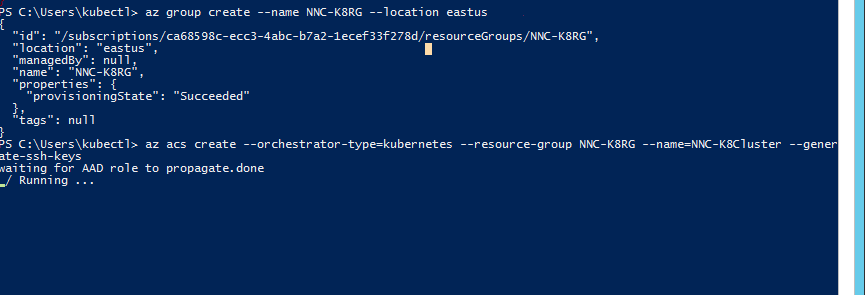 PS C:\Users\kubectl> az group create --name NNC-K8RG --location eastus
{
  "id": "/subscriptions/ca68598c-ecc3-4abc-b7a2-1ecef33f278d/resourceGroups/NNC-K8RG",
  "location": "eastus",
  "managedBy": null,
  "name": "NNC-K8RG",
  "properties": {
    "provisioningState": "Succeeded"
  },
  "tags": null
}
PS C:\Users\kubectl> az acs create --orchestrator-type=kubernetes --resource-group NNC-K8RG --name=NNC-K8Cluster --gener
ate-ssh-keys
waiting for AAD role to propagate.done
_/ Running ...